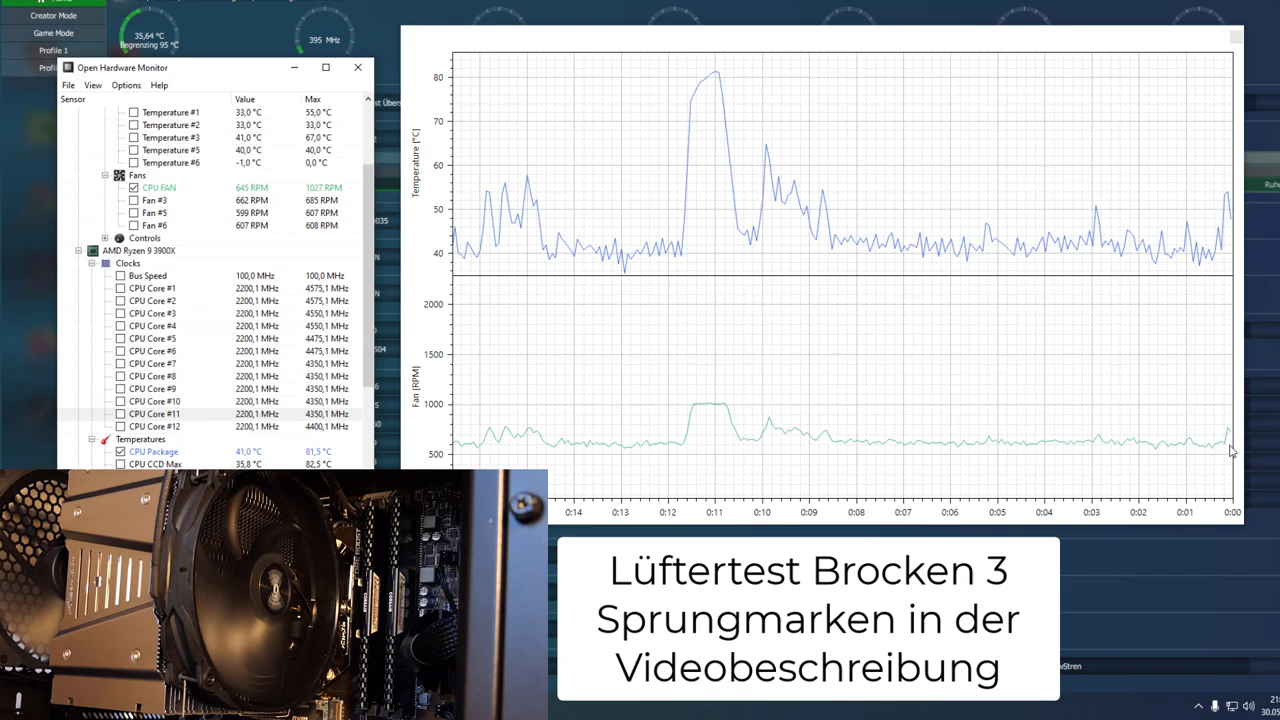 Creator Mode
Game Mode
Profile 1
35,64 °C
Begrenzing 95 °C
395 MHz
Open Hardware Monitor
File View Options Help
Sensor Value Max
Temperature #1 33,0 °C 55,0 °C
Temperature #2 33,0 °C 33,0 °C
Temperature #3 41,0 °C 67,0 °C
Temperature #5 40,0 °C 40,0 °C
Temperature #6 -1,0 °C 0,0 °C
Fans
CPU FAN 645 RPM 1027 RPM
Fan #3 662 RPM 685 RPM
Fan #5 599 RPM 607 RPM
Fan #6 607 RPM 608 RPM
Controls
AMD Ryzen 9 3900X
Clocks
Bus Speed 100,0 MHz 100,0 MHz
CPU Core #1 2200,1 MHz 4575,1 MHz
CPU Core #2 2200,1 MHz 4575,1 MHz
CPU Core #3 2200,1 MHz 4550,1 MHz
CPU Core #4 2200,1 MHz 4550,1 MHz
CPU Core #5 2200,1 MHz 4475,1 MHz
CPU Core #6 2200,1 MHz 4475,1 MHz
CPU Core #7 2200,1 MHz 4350,1 MHz
CPU Core #8 2200,1 MHz 4350,1 MHz
CPU Core #9 2200,1 MHz 4350,1 MHz
CPU Core #10 2200,1 MHz 4350,1 MHz
CPU Core #11 2200,1 MHz 4350,1 MHz
CPU Core #12 2200,1 MHz 4400,1 MHz
Temperatures
CPU Package 41,0 °C 81,5 °C
CPU CCD Max 35,8 °C 82,5 °C
Temperature [°C]
80
70
60
50
40
Fan [RPM]
2000
1500
1000
500
0:14 0:13 0:12 0:11 0:10 0:09 0:08 0:07 0:06 0:05 0:04 0:03 0:02 0:01 0:00
Lüftertest Brocken 3
Sprungmarken in der
Videobeschreibung